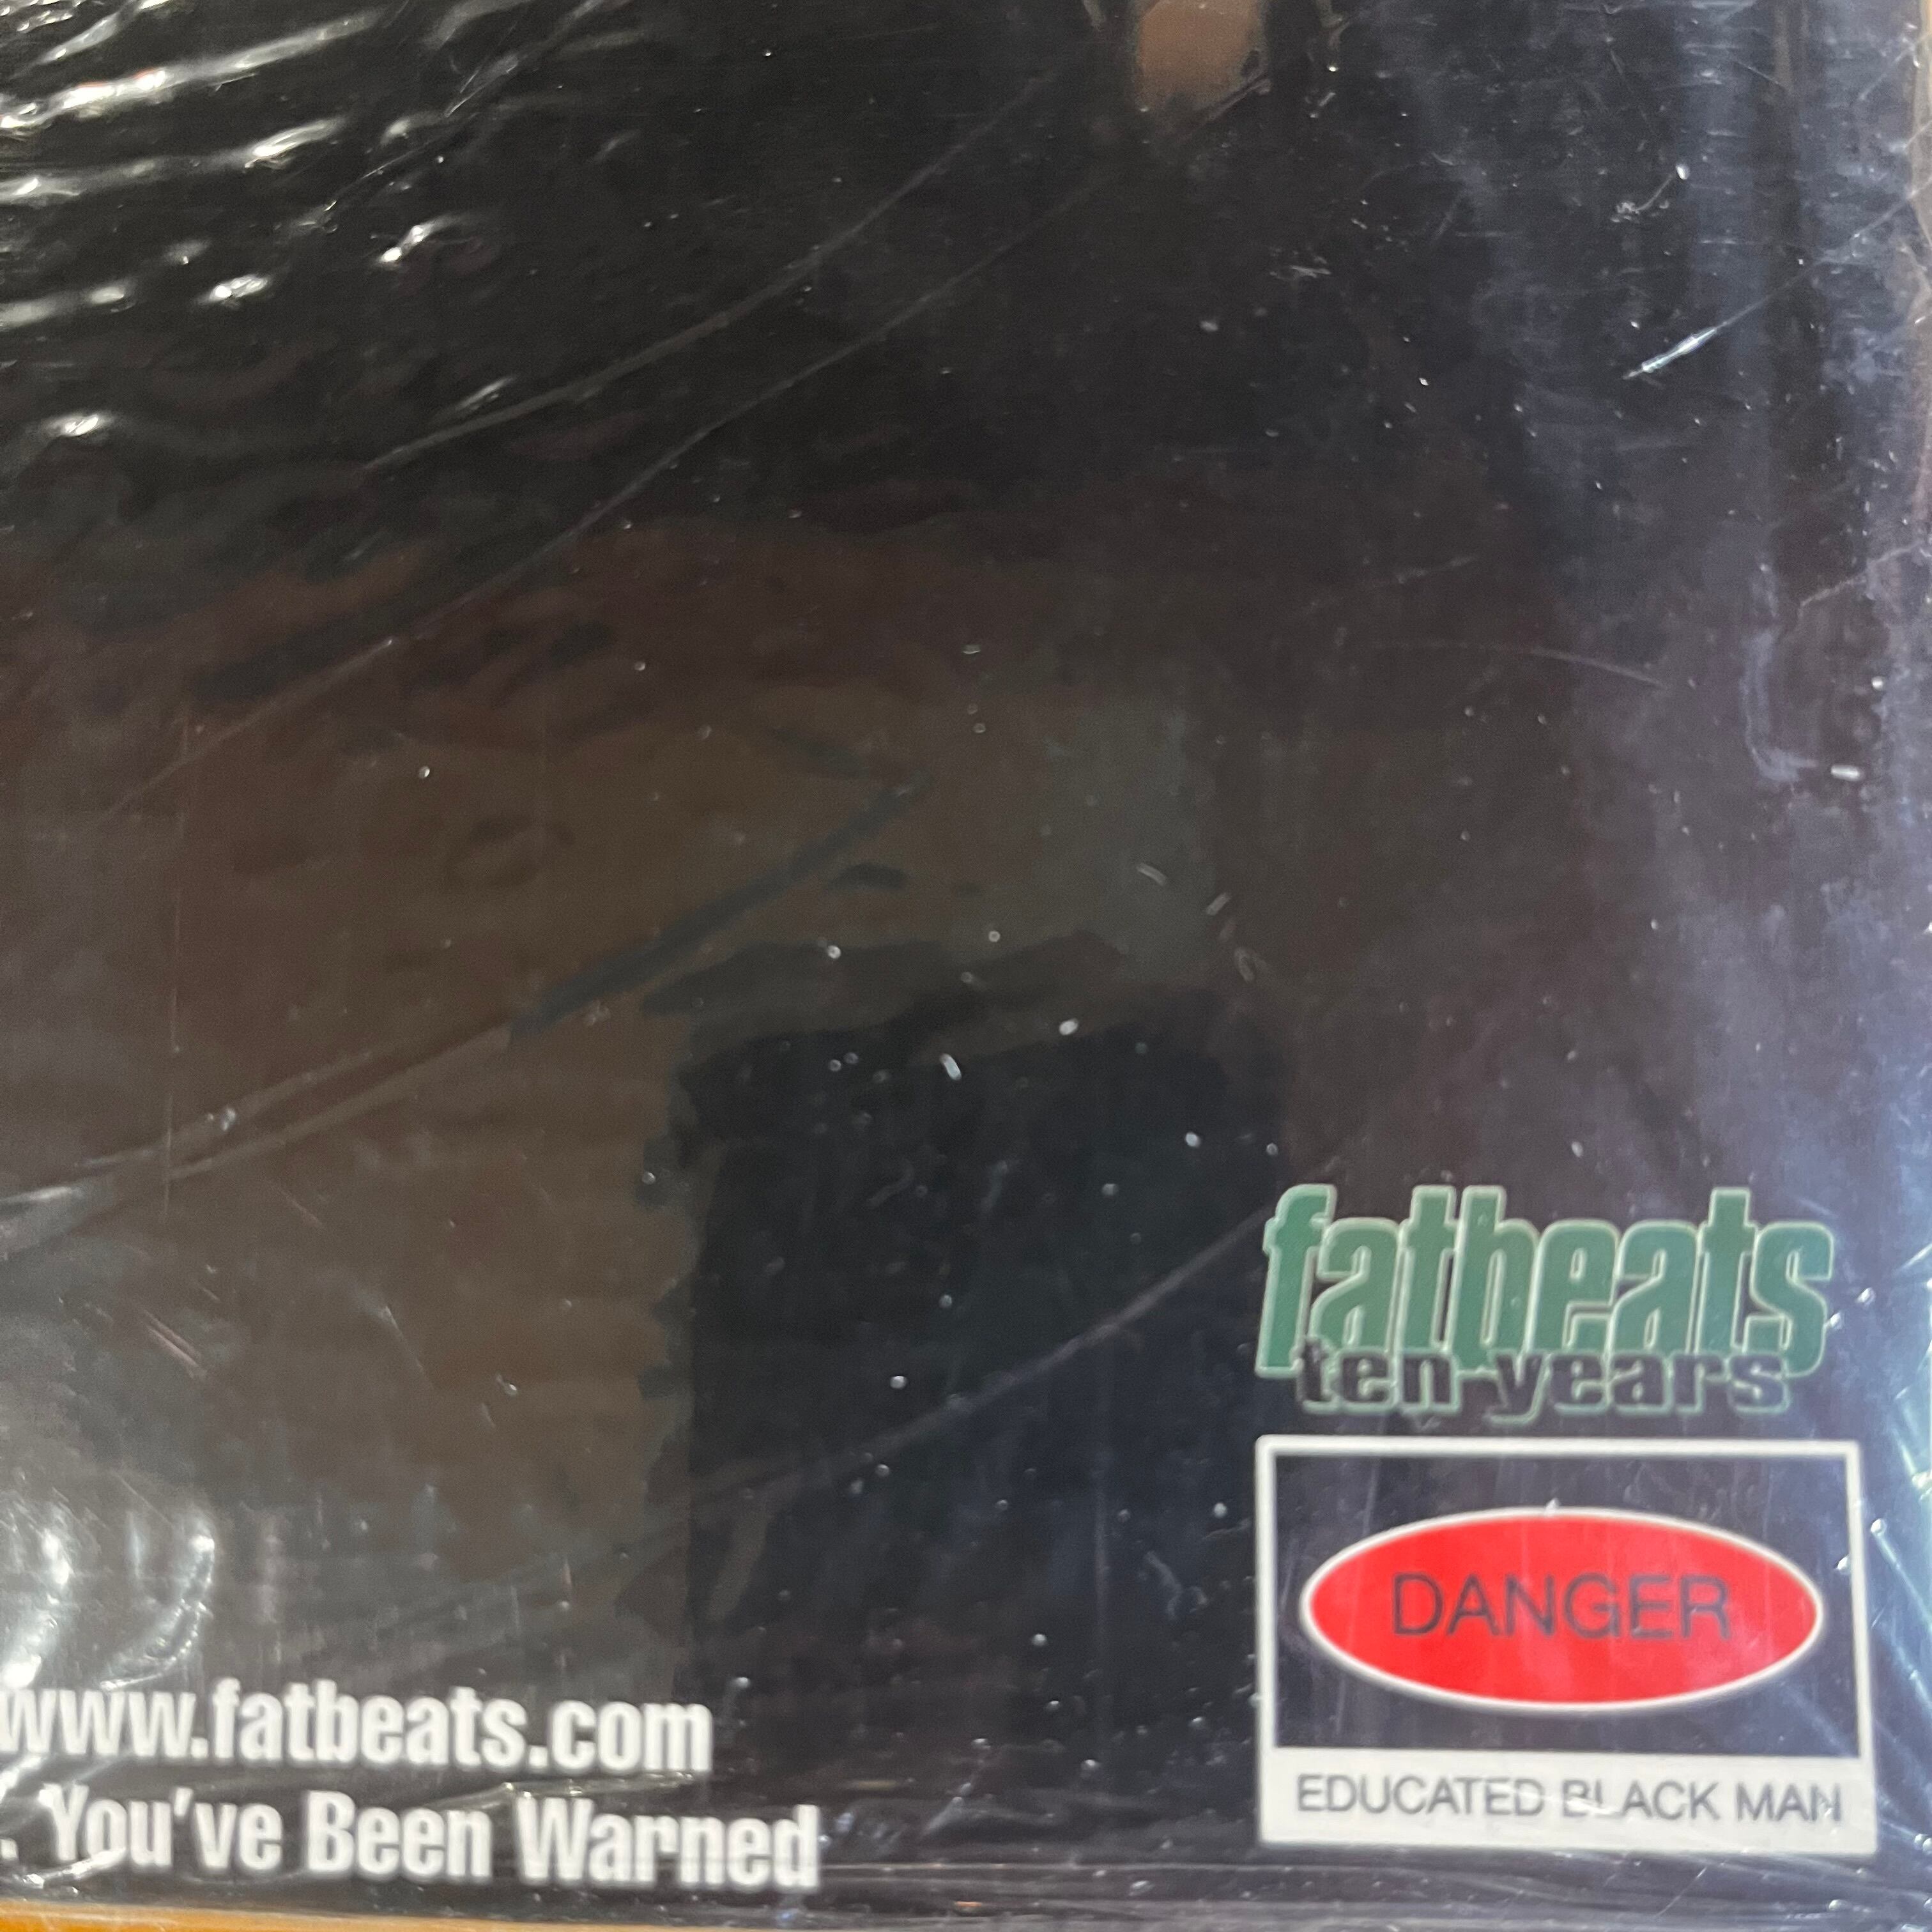 fatbeats
ten years
DANGER
EDUCATED BLACK MAN
www.fatbeats.com
. You've Been Warned